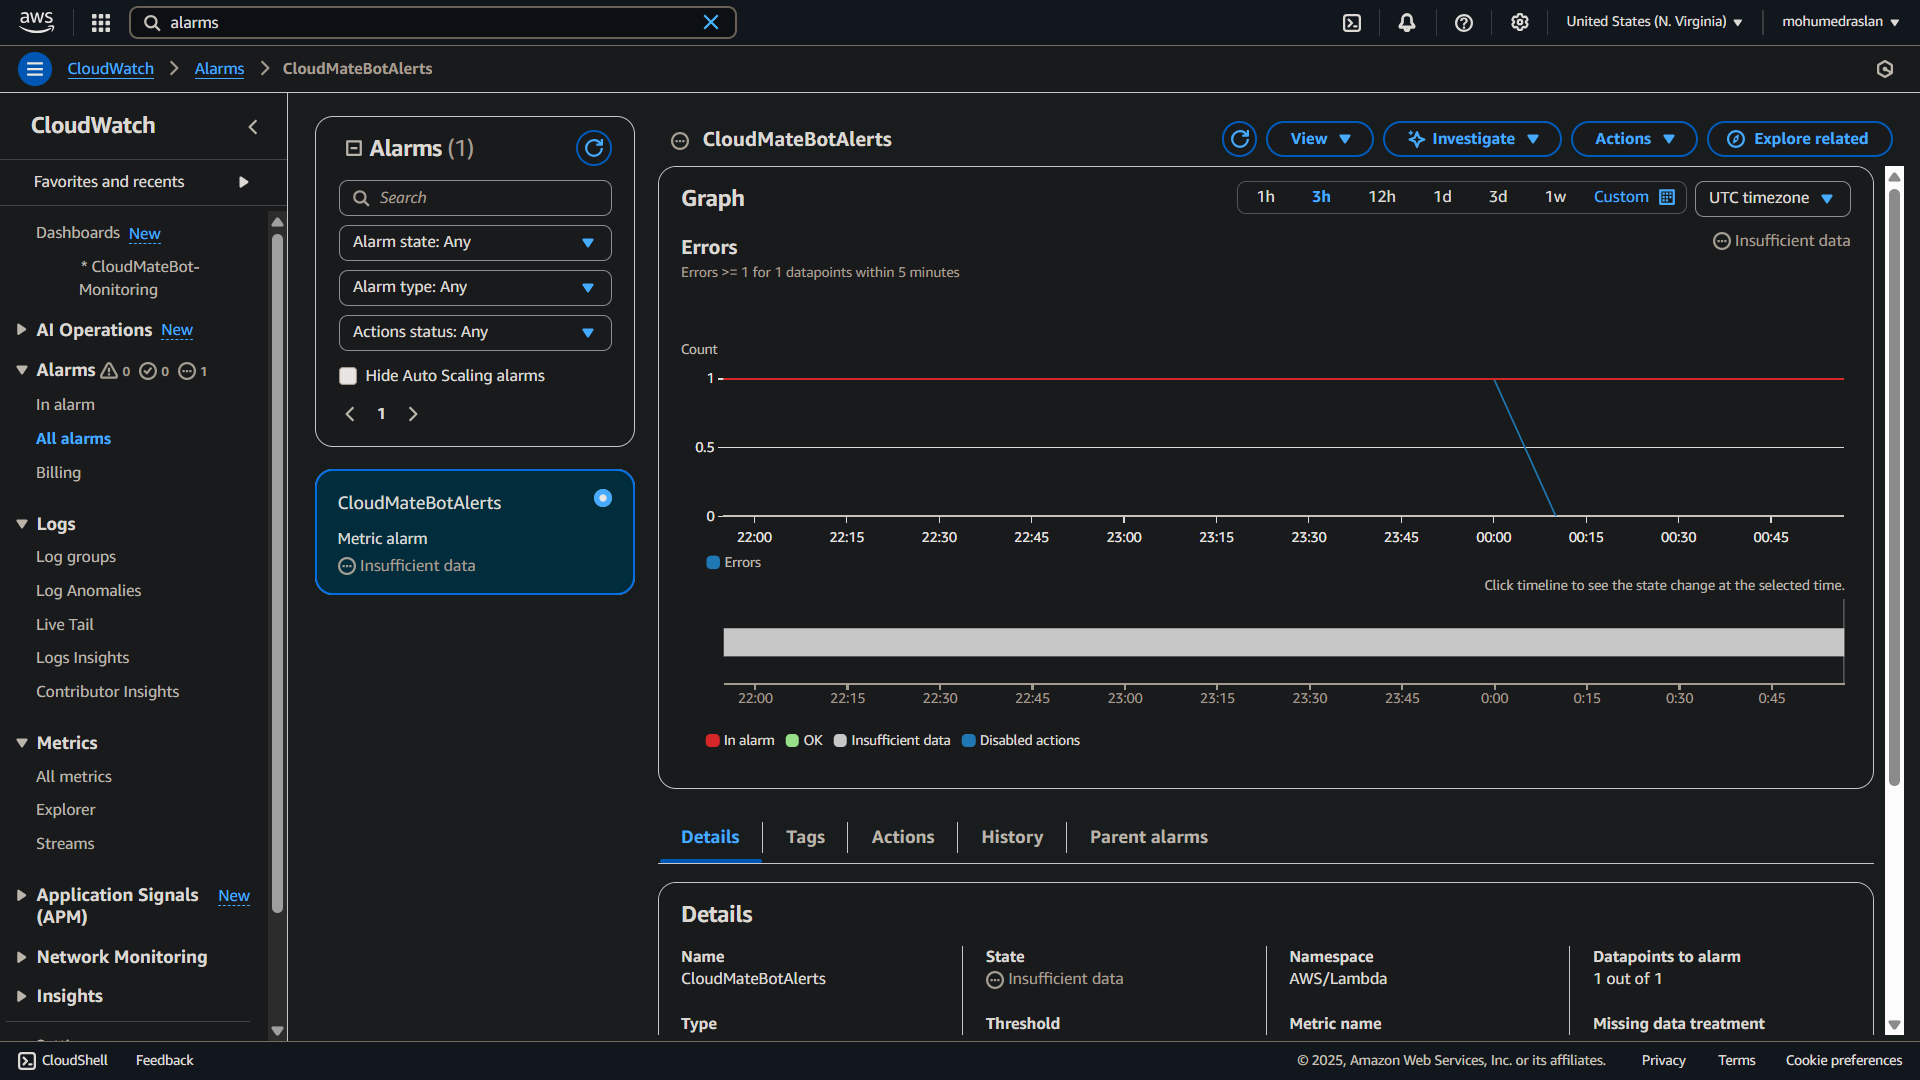 aws
alarms
United States (N. Virginia)
mohumedraslan
CloudWatch
Alarms
CloudMateBotAlerts
CloudWatch
Favorites and recents
Dashboards New
* CloudMateBot-
Monitoring
AI Operations New
Alarms 0 0 1
In alarm
All alarms
Billing
Logs
Log groups
Log Anomalies
Live Tail
Logs Insights
Contributor Insights
Metrics
All metrics
Explorer
Streams
Application Signals New
(APM)
Network Monitoring
Insights
Alarms (1)
Search
Alarm state: Any
Alarm type: Any
Actions status: Any
Hide Auto Scaling alarms
1
CloudMateBotAlerts
Metric alarm
Insufficient data
CloudMateBotAlerts
View
Investigate
Actions
Explore related
Graph
1h 3h 12h 1d 3d 1w Custom
UTC timezone
Errors
Insufficient data
Errors >= 1 for 1 datapoints within 5 minutes
Count
1
0.5
0
22:00 22:15 22:30 22:45 23:00 23:15 23:30 23:45 00:00 00:15 00:30 00:45
Errors
Click timeline to see the state change at the selected time.
22:00 22:15 22:30 22:45 23:00 23:15 23:30 23:45 0:00 0:15 0:30 0:45
In alarm OK Insufficient data Disabled actions
Details Tags Actions History Parent alarms
Details
Name
CloudMateBotAlerts
Type
State
Insufficient data
Threshold
Namespace
AWS/Lambda
Metric name
Datapoints to alarm
1 out of 1
Missing data treatment
CloudShell Feedback
© 2025, Amazon Web Services, Inc. or its affiliates. Privacy Terms Cookie preferences